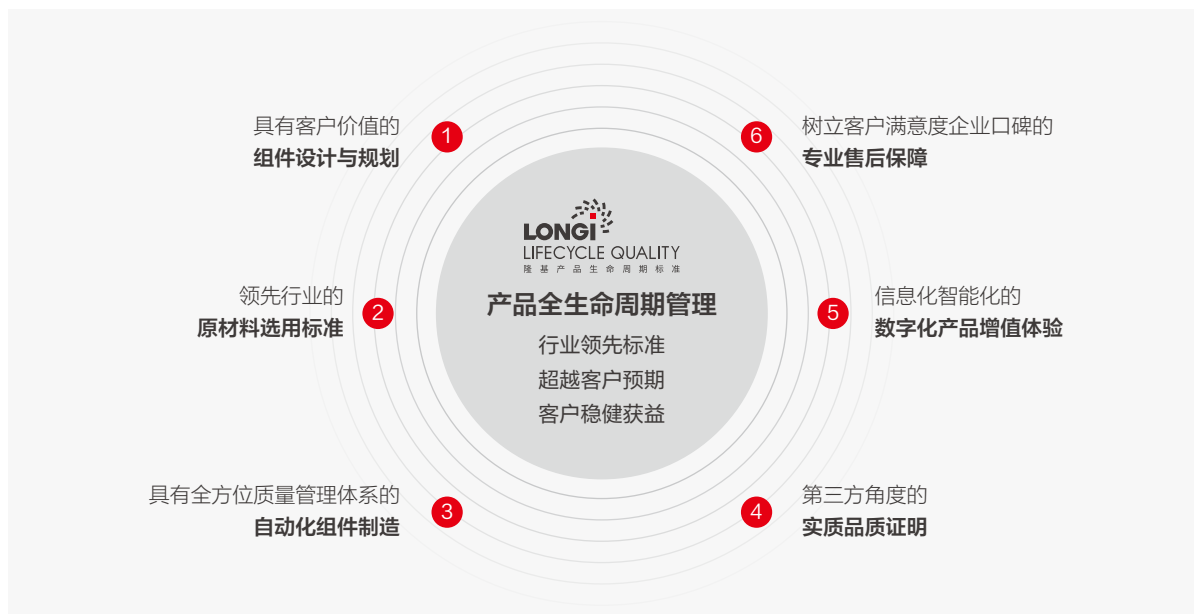 具有客户价值的
组件设计与规划
1
领先行业的
原材料选用标准
2
具有全方位质量管理体系的
自动化组件制造
3
LONGI
LIFECYCLE QUALITY
隆基产品生命周期标准
产品全生命周期管理
行业领先标准
超越客户预期
客户稳健获益
4
第三方角度的
实质品质证明
5
信息化智能化的
数字化产品增值体验
6
树立客户满意度企业口碑的
专业售后保障